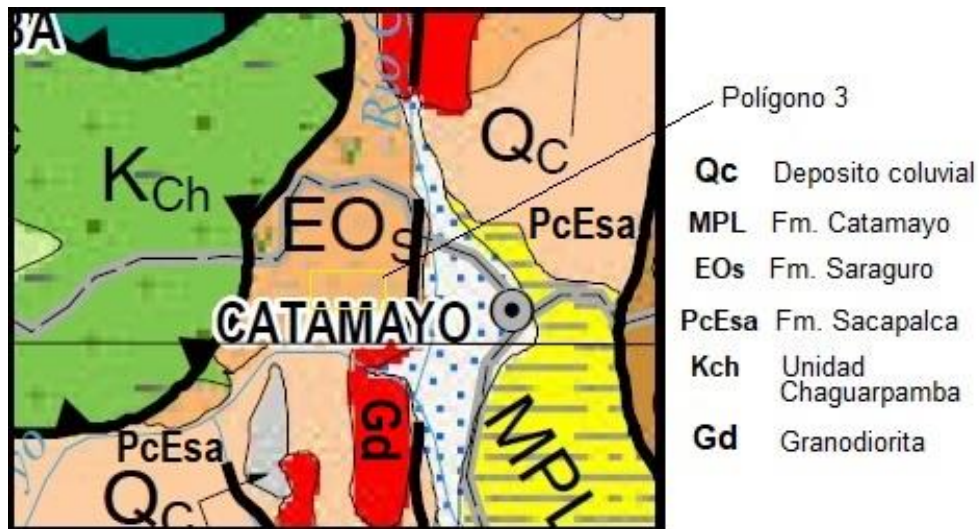 BA
Río C
Qc
KCh
EOs
PcEsa
CATAMAYO
Gd
PcEsa
Qc
MPL
Polígono 3
Qc Deposito coluvial
MPL Fm. Catamayo
EOs Fm. Saraguro
PcEsa Fm. Sacapalca
Kch Unidad
Chaguarpamba
Gd Granodiorita